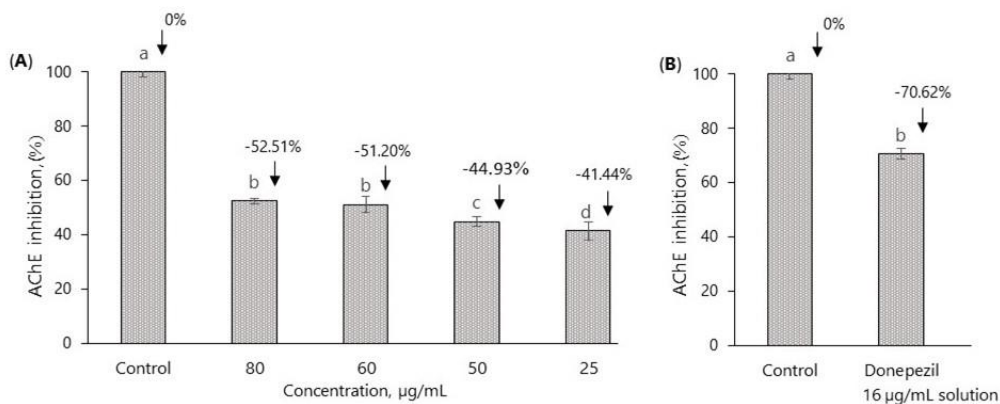 (A)
0%
a
-52.51%
b
-51.20%
b
-44.93%
c
-41.44%
d
AChE inhibition, (%)
100
80
60
40
20
0
Control 80 60 50 25
Concentration, µg/mL
(B)
0%
a
-70.62%
b
AChE inhibition, (%)
100
80
60
40
20
0
Control Donepezil
16 µg/mL solution